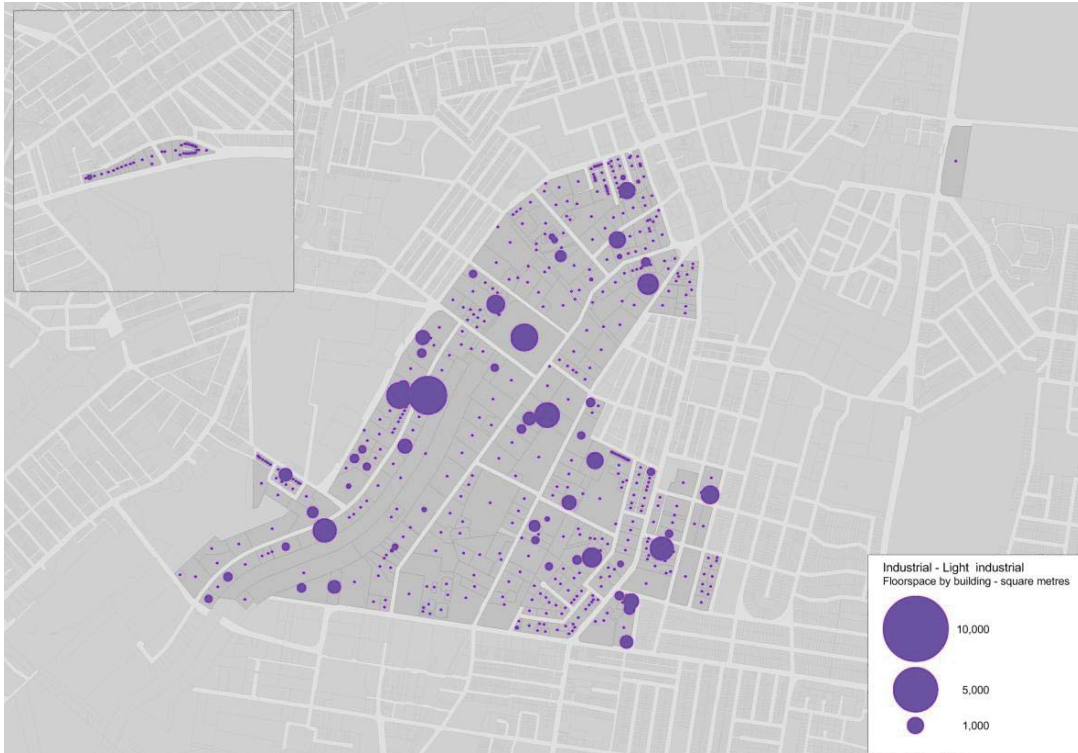 Industrial - Light industrial
Floorspace by building - square metres
10,000
5,000
1,000